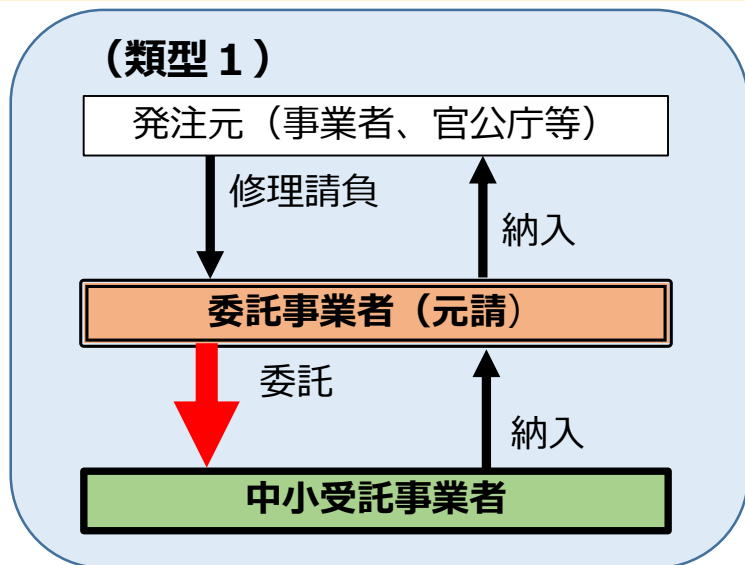 （類型１）
発注元（事業者、官公庁等）
修理請負
納入
委託事業者（元請）
委託
納入
中小受託事業者